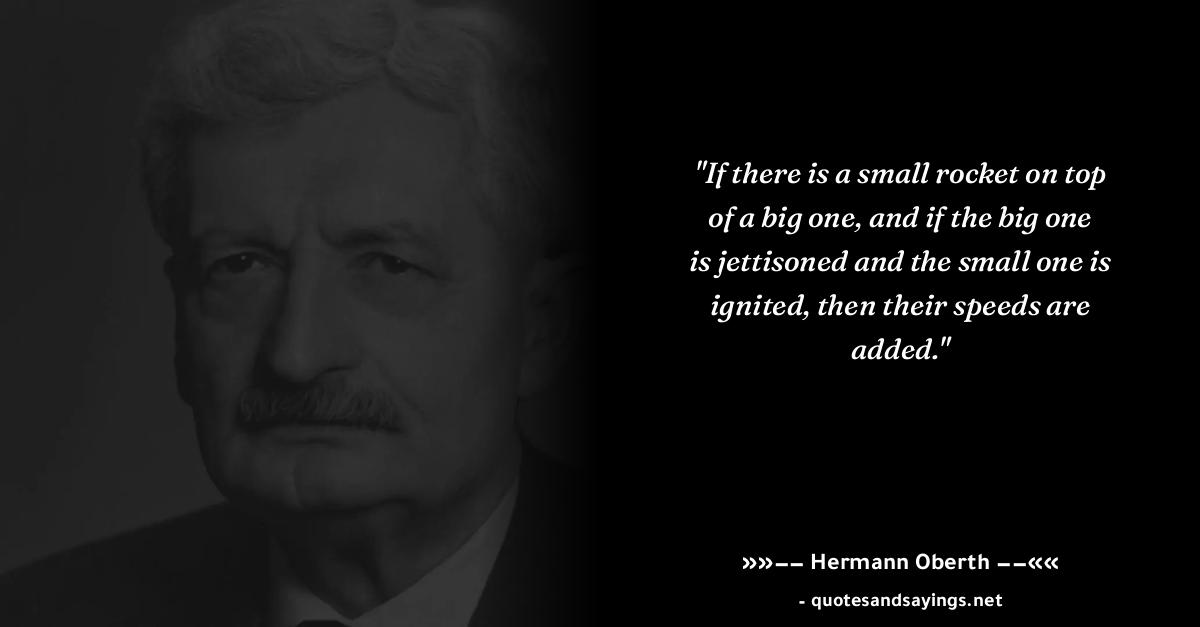 "If there is a small rocket on top
of a big one, and if the big one
is jettisoned and the small one is
ignited, then their speeds are
added."
»»–– Hermann Oberth ––««
- quotesandsayings.net